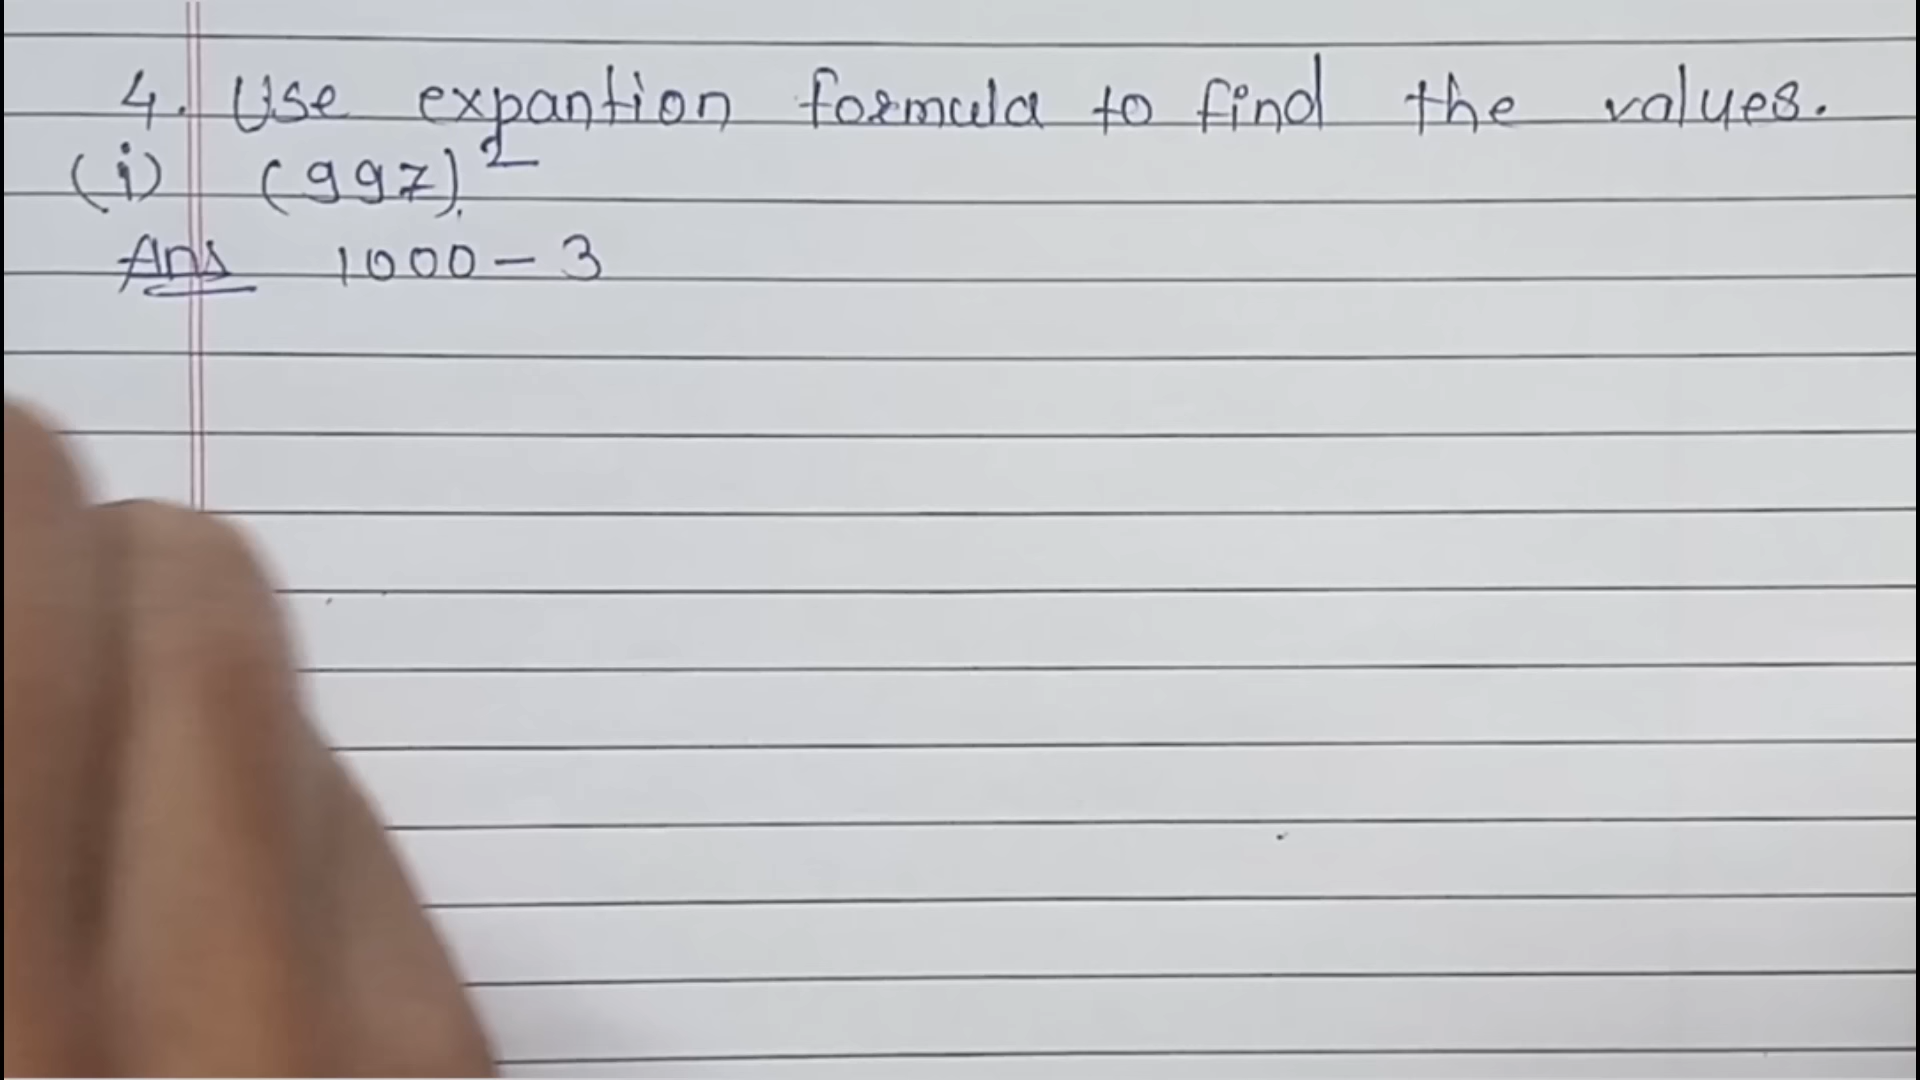 4. Use expantion formula to find the values.
(i) (997)²
Ans 1000 - 3